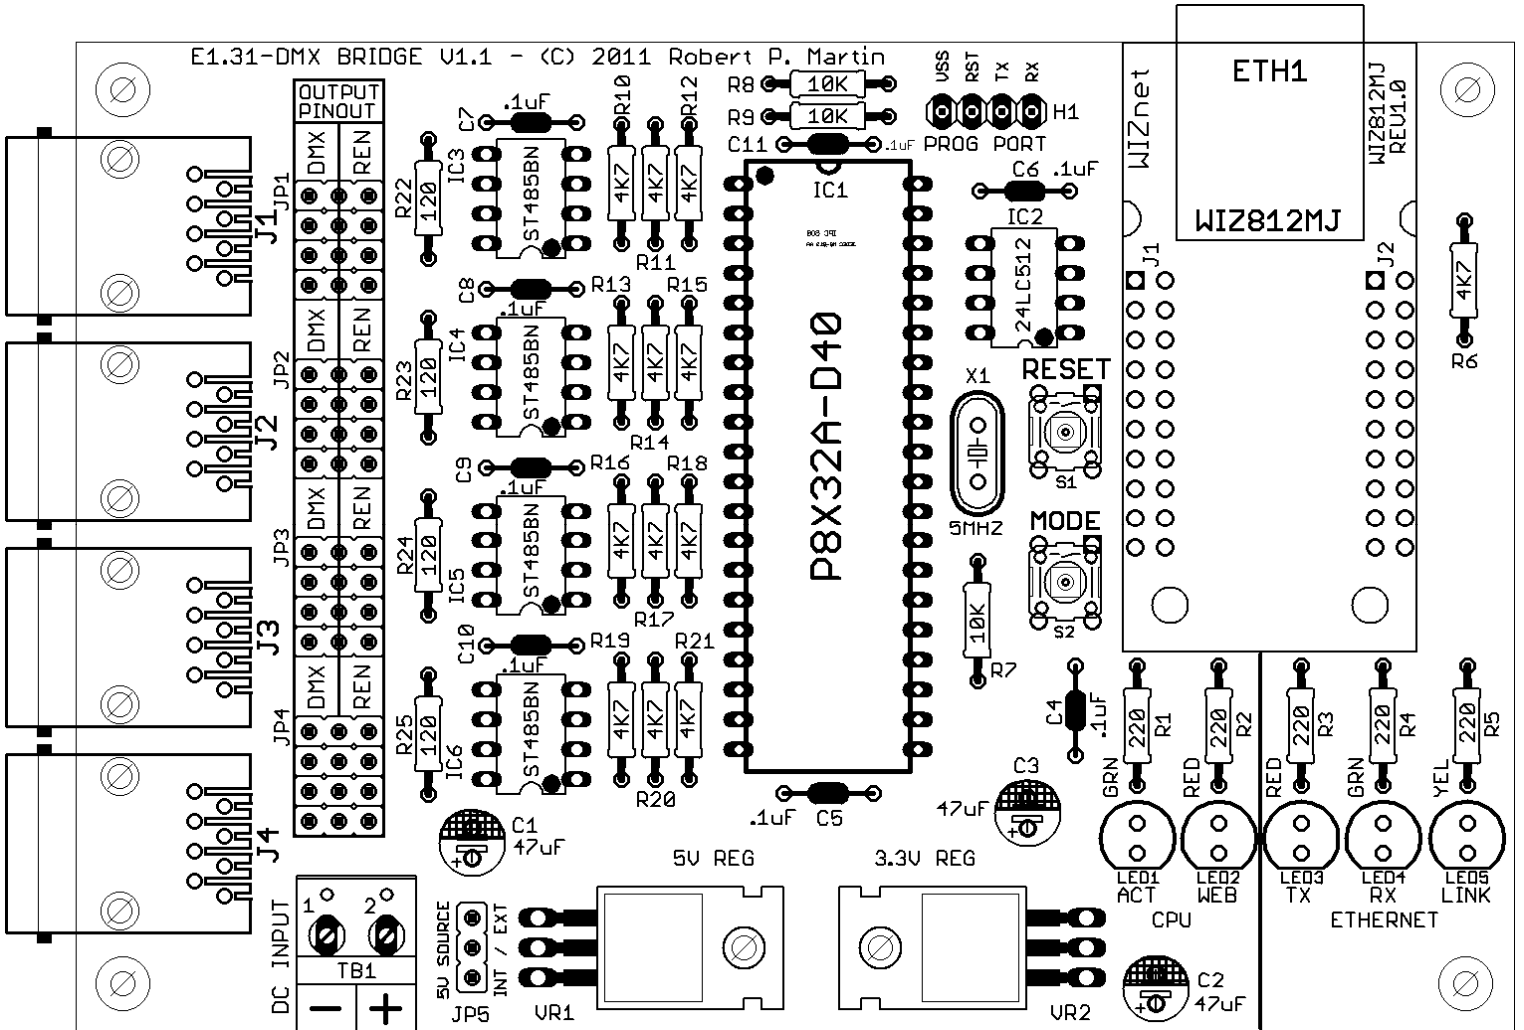 E1.31-DMX BRIDGE V1.1 - (C) 2011 Robert P. Martin
OUTPUT
PINOUT
DMX REN
JP1
DMX REN
JP2
DMX REN
JP3
DMX REN
JP4
J1
J2
J3
J4
R22
120
R23
120
R24
120
R25
120
C7
.1uF
IC3
ST485BN
C8
.1uF
IC4
ST485BN
C9
.1uF
IC5
ST485BN
C10
.1uF
IC6
ST485BN
R10
R12
4K7
4K7
4K7
R11
R13
R15
4K7
4K7
4K7
R14
R16
R18
4K7
4K7
4K7
R17
R19
R21
4K7
4K7
4K7
R20
R8
10K
R9
10K
C11
.1uF
IC1
P8X32A-D40
.1uF
C5
VSS
RST
TX
RX
H1
PROG PORT
C6
.1uF
IC2
24LC512
X1
5MHZ
RESET
S1
MODE
S2
10K
R7
C4
.1uF
C3
47uF
WIZnet
ETH1
WIZ812MJ
REV1.0
WIZ812MJ
J1
J2
4K7
R6
220
R1
220
R2
220
R3
220
R4
220
R5
GRN
RED
RED
GRN
YEL
LED1
ACT
LED2
WEB
LED3
TX
LED4
RX
LED5
LINK
CPU
ETHERNET
C1
47uF
DC INPUT
1 2
TB1
- +
5V SOURCE
INT / EXT
JP5
5V REG
VR1
3.3V REG
VR2
C2
47uF